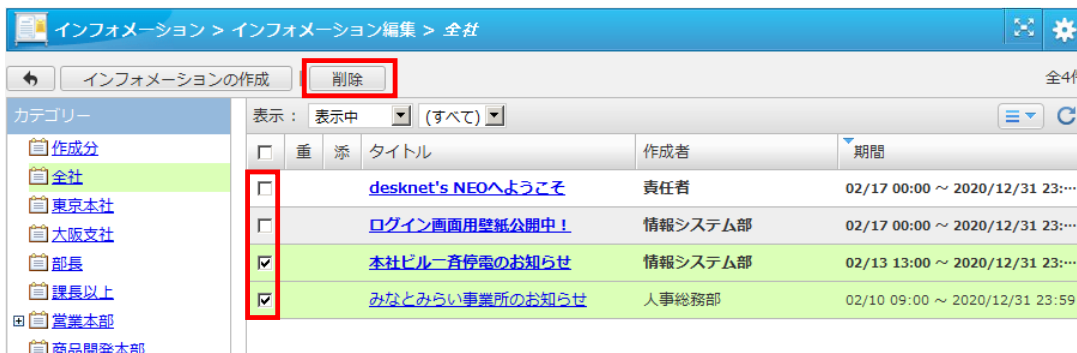 インフォメーション > インフォメーション編集 > 全社
インフォメーションの作成 削除 全4件
カテゴリー 表示： 表示中 (すべて)
作成分 重 添 タイトル 作成者 期間
全社 desknet's NEOへようこそ 責任者 02/17 00:00 ～ 2020/12/31 23:…
東京本社
大阪支社 ログイン画面用壁紙公開中！ 情報システム部 02/17 00:00 ～ 2020/12/31 23:…
部長 本社ビル一斉停電のお知らせ 情報システム部 02/13 13:00 ～ 2020/12/31 23:…
課長以上 みなとみらい事業所のお知らせ 人事総務部 02/10 09:00 ～ 2020/12/31 23:59
営業本部
商品開発本部